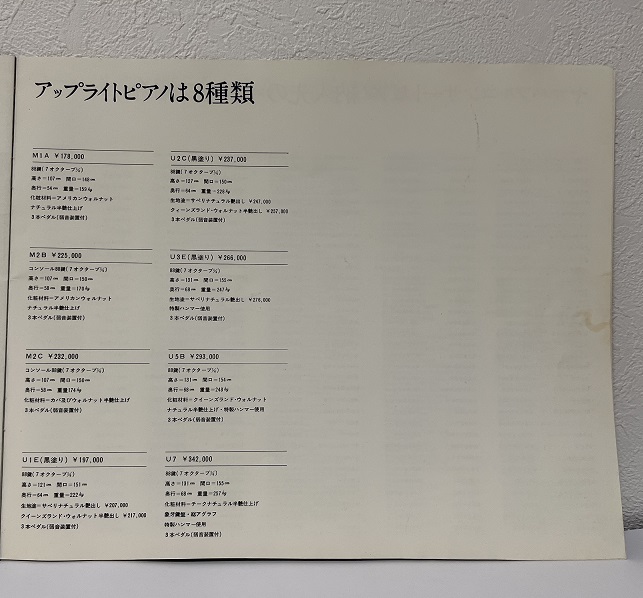 アップライトピアノは8種類
M1A ¥178,000
88鍵(7オクターブ¼)
高さ=107cm 間口=148cm
奥行=54cm 重量=159kg
化粧材料=アメリカンウォルナット
ナチュラル半艶仕上げ
3本ペダル(弱音装置付)
M2B ¥225,000
コンソール88鍵(7オクターブ¼)
高さ=107cm 間口=150cm
奥行=58cm 重量=170kg
化粧材料=アメリカンウォルナット
ナチュラル半艶仕上げ
3本ペダル(弱音装置付)
M2C ¥232,000
コンソール88鍵(7オクターブ¼)
高さ=107cm 間口=150cm
奥行=58cm 重量174kg
化粧材料=カバ及びウォルナット半艶仕上げ
3本ペダル(弱音装置付)
U1E(黒塗り) ¥197,000
88鍵(7オクターブ¼)
高さ=121cm 間口=151cm
奥行=64cm 重量=222kg
生地塗=サペリナチュラル艶出し ¥207,000
クイーンズランド・ウォルナット半艶出し ¥217,000
3本ペダル(弱音装置付)
U2C(黒塗り) ¥237,000
88鍵(7オクターブ¼)
高さ=127cm 間口=150cm
奥行=64cm 重量=228kg
生地塗=サペリナチュラル艶出し ¥247,000
クィーンズランド・ウォルナット半艶出し ¥257,000
3本ペダル(弱音装置付)
U3E(黒塗り) ¥266,000
88鍵(7オクターブ¼)
高さ=131cm 間口=155cm
奥行=68cm 重量=247kg
生地塗=サペリナチュラル艶出し ¥276,000
特製ハンマー使用
3本ペダル(弱音装置付)
U5B ¥293,000
88鍵(7オクターブ¼)
高さ=131cm 間口=154cm
奥行=68cm 重量=248kg
化粧材料=クイーンズランド・ウォルナット
ナチュラル半艶仕上げ・特製ハンマー使用
3本ペダル(弱音装置付)
U7 ¥342,000
88鍵(7オクターブ¼)
高さ=131cm 間口=155cm
奥行=68cm 重量=257kg
化粧材料=チークナチュラル半艶仕上げ
象牙鍵盤・総アグラフ
特製ハンマー使用
3本ペダル(弱音装置付)